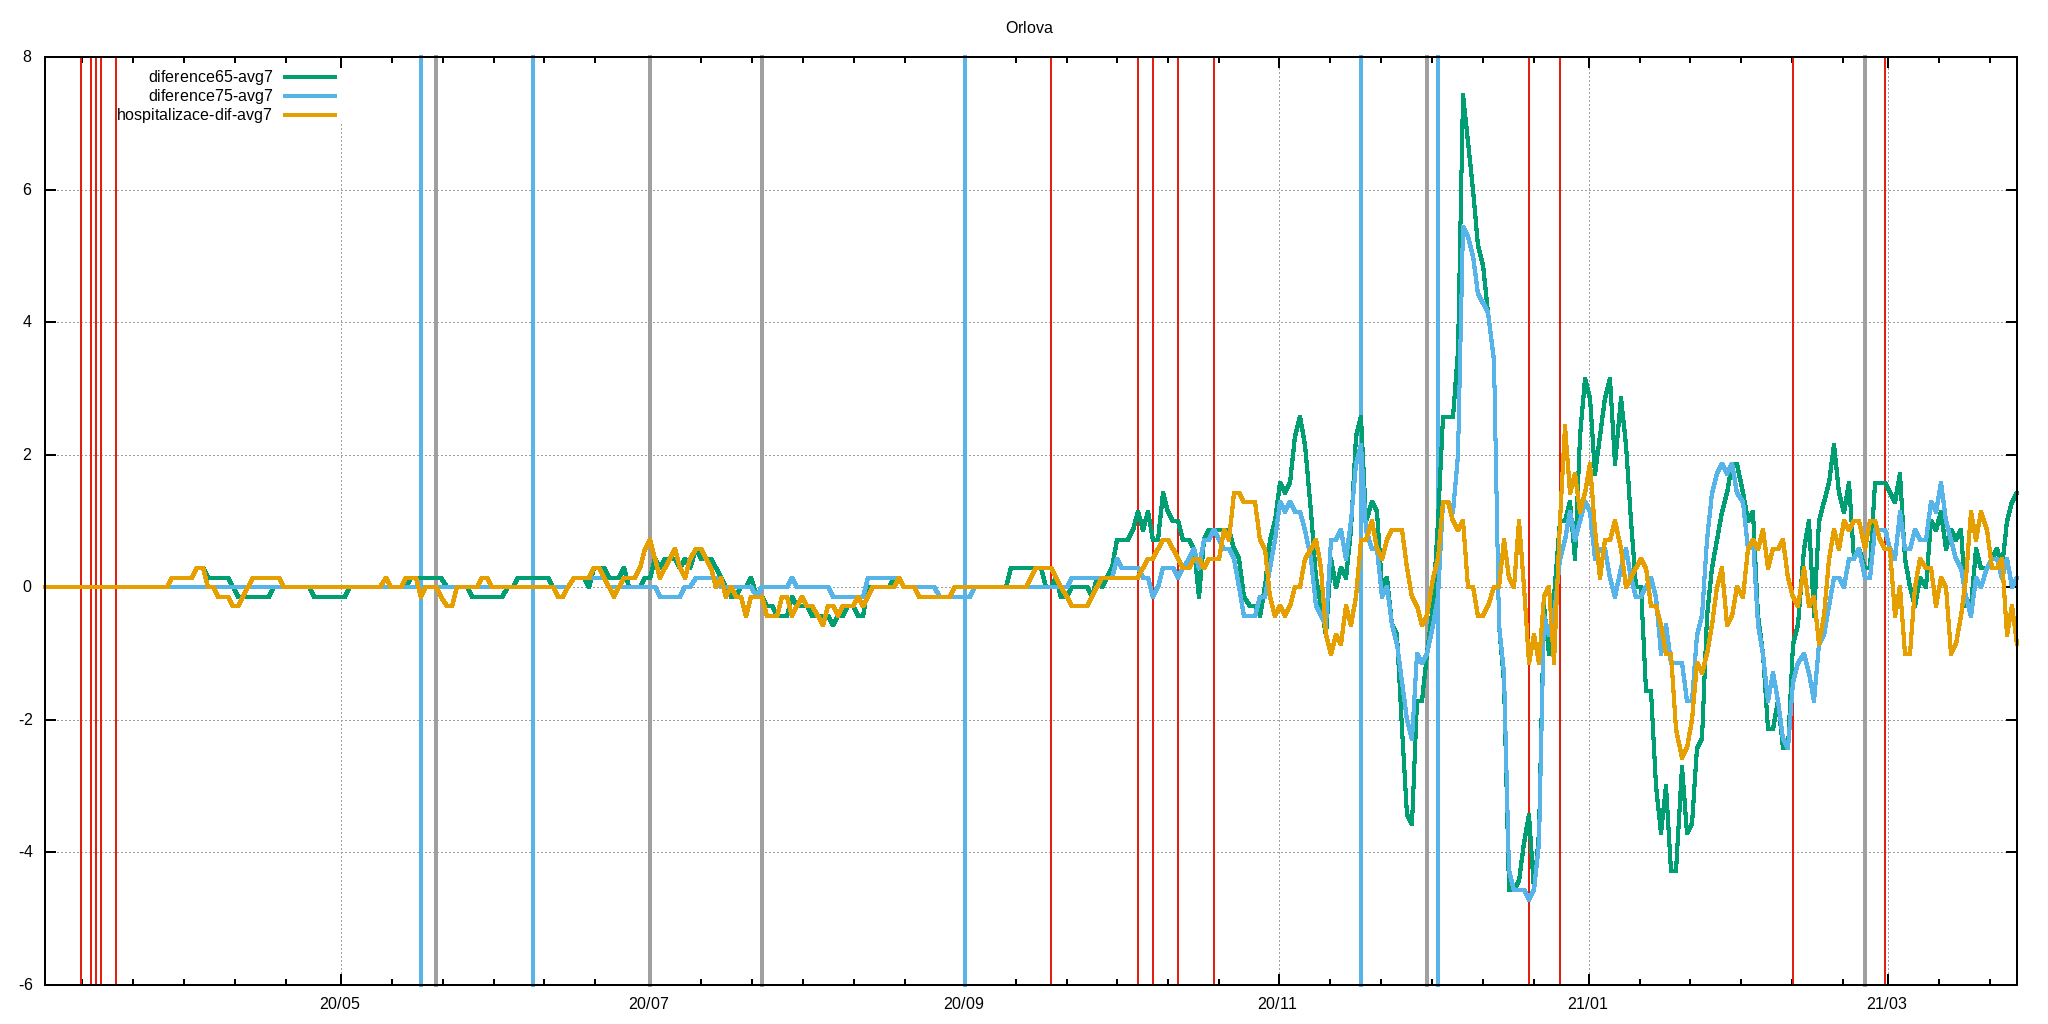 Orlova
8
diference65-avg7
diference75-avg7
hospitalizace-dif-avg7
6
4
2
0
-2
-4
-6
20/05 20/07 20/09 20/11 21/01 21/03